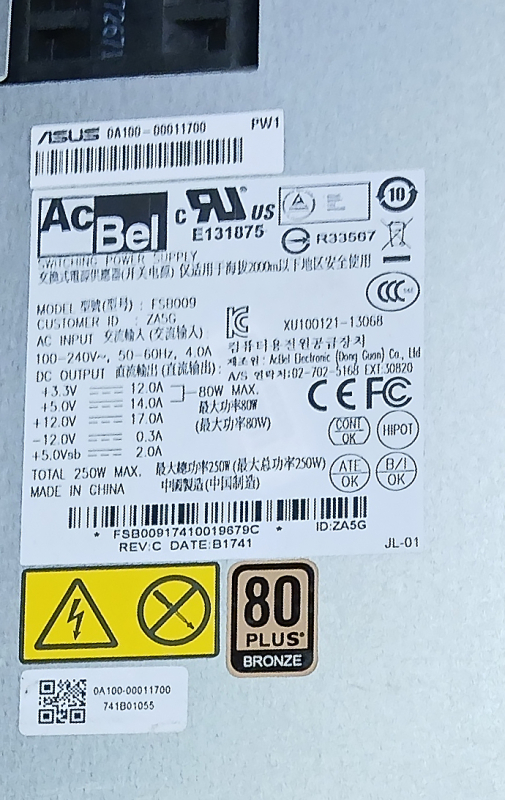 ASUS 0A100-00011700 PW1
AcBel
c RU® US
E131875
10
R33567
SWITCHING POWER SUPPLY
交換式電源供應器(开关电源) 仅适用于海拔2000m以下地区安全使用
CCC
MODEL 型號(型号) : FSB009
CUSTOMER ID : ZA5G
AC INPUT 交流輸入 (交流输入)
100-240V~, 50-60Hz, 4.0A
DC OUTPUT 直流輸出 (直流输出):
XU100121-13068
컴퓨터용전원공급장치
제조원: AcBel Electronic (Dong Guan) Co., Ltd
A/S 연락처:02-702-5168 EXT:30820
+3.3V 12.0A
+5.0V 14.0A
+12.0V 17.0A
-12.0V 0.3A
+5.0Vsb 2.0A
80W MAX.
最大功率80W
(最大功率80W)
CE FC
CONT OK
HIPOT
ATE OK
B/I OK
TOTAL 250W MAX. 最大總功率250W (最大总功率250W)
MADE IN CHINA 中國製造(中国制造)
* FSB00917410019679C * ID:ZA5G
REV:C DATE:B1741 JL-01
80
PLUS®
BRONZE
0A100-00011700
741B01055